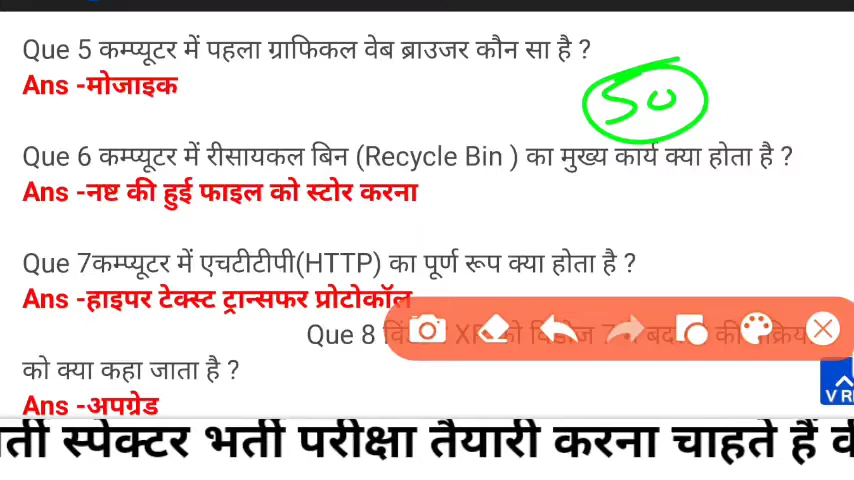 Que 5 कम्प्यूटर में पहला ग्राफिकल वेब ब्राउजर कौन सा है ?
Ans -मोजाइक
50
Que 6 कम्प्यूटर में रीसायकल बिन (Recycle Bin ) का मुख्य कार्य क्या होता है ?
Ans -नष्ट की हुई फाइल को स्टोर करना
Que 7कम्प्यूटर में एचटीटीपी(HTTP) का पूर्ण रूप क्या होता है ?
Ans -हाइपर टेक्स्ट ट्रान्सफर प्रोटोकॉल
Que 8 XP को 7 की
को क्या कहा जाता है ?
Ans -अपग्रेड
स्पेक्टर भर्ती परीक्षा तैयारी करना चाहते हैं